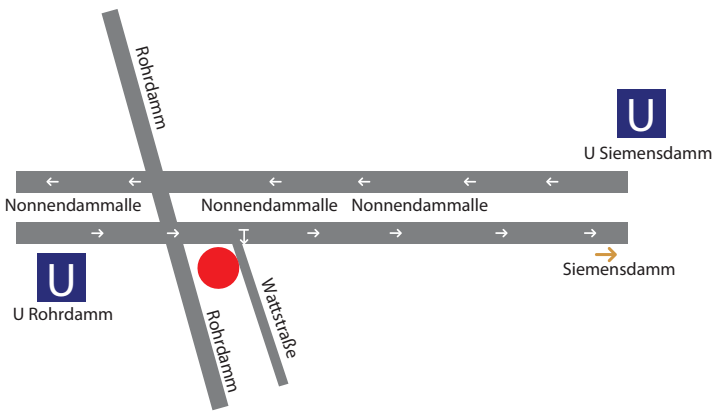 Rohrdamm
U
U Siemensdamm
Nonnendammalle
Nonnendammalle
Nonnendammalle
U
U Rohrdamm
Siemensdamm
Wattstraße
Rohrdamm